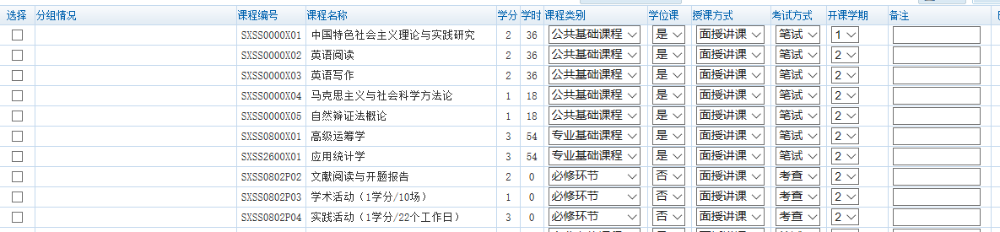 选择 分组情况 课程编号 课程名称 学分 学时 课程类别 学位课 授课方式 考试方式 开课学期 备注
SXSS0000X01 中国特色社会主义理论与实践研究 2 36 公共基础课程 是 面授讲课 笔试 1
SXSS0000X02 英语阅读 2 36 公共基础课程 是 面授讲课 笔试 2
SXSS0000X03 英语写作 2 36 公共基础课程 是 面授讲课 笔试 2
SXSS0000X04 马克思主义与社会科学方法论 1 18 公共基础课程 是 面授讲课 笔试 2
SXSS0000X05 自然辩证法概论 1 18 公共基础课程 是 面授讲课 笔试 2
SXSS0800X01 高级运筹学 3 54 专业基础课程 是 面授讲课 笔试 2
SXSS2600X01 应用统计学 3 54 专业基础课程 是 面授讲课 笔试 2
SXSS0802P02 文献阅读与开题报告 2 0 必修环节 否 面授讲课 考查 2
SXSS0802P03 学术活动（1学分/10场） 1 0 必修环节 否 面授讲课 考查 2
SXSS0802P04 实践活动（1学分/22个工作日） 3 0 必修环节 否 面授讲课 考查 2